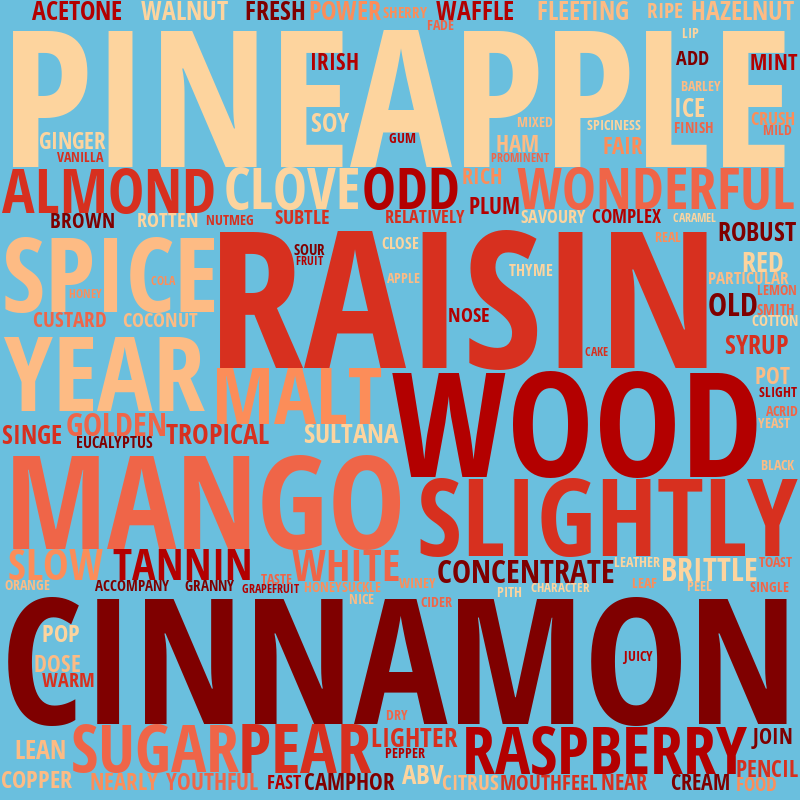 ACETONE WALNUT FRESH POWER SHERRY WAFFLE FLEETING RIPE HAZELNUT
FADE LIP
PINEAPPLE
IRISH ADD MINT
BARLEY
SOY ICE
GINGER GUM MIXED SPICINESS FINISH CRUSH
MILD
VANILLA HAM FAIR
PROMINENT
ALMOND CLOVE ODD RICH WONDERFUL
PLUM
BROWN ROTTEN NUTMEG SUBTLE RELATIVELY SAVOURY COMPLEX CARAMEL
SPICE RAISIN ROBUST
SOUR CLOSE REAL
FRUIT THYME RED
COLA APPLE PARTICULAR
HONEY LEMON
CUSTARD COCONUT NOSE OLD SMITH
COTTON
YEAR CAKE SYRUP
MALT WOOD POT
SLIGHT
GOLDEN ACRID
SINGE EUCALYPTUS TROPICAL SULTANA YEAST
MANGO SLIGHTLY BLACK
SLOW TANNIN WHITE CONCENTRATE LEATHER BRITTLE TOAST
ORANGE ACCOMPANY GRANNY TASTE GRAPEFRUIT HONEYSUCKLE WINEY LEAF PEEL SINGLE
NICE CIDER PITH CHARACTER
CINNAMON
POP
DOSE JUICY
WARM
DRY
LEAN SUGAR PEAR LIGHTER RASPBERRY JOIN
PEPPER
COPPER NEARLY YOUTHFUL FAST CAMPHOR ABV CITRUS MOUTHFEEL NEAR CREAM PENCIL
FOOD